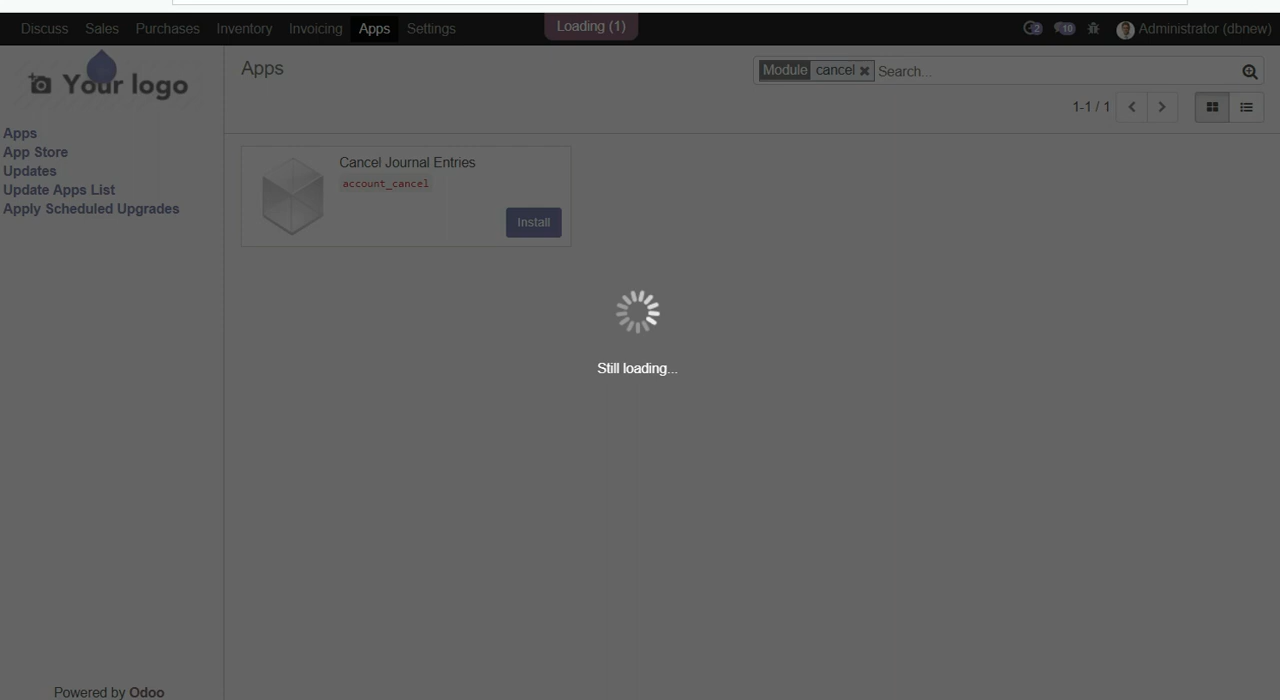 Discuss Sales Purchases Inventory Invoicing Apps Settings Loading (1) 2 10 Administrator (dbnew)
Your logo
Apps
Module cancel Search...
1-1 / 1
Apps
App Store
Updates
Update Apps List
Apply Scheduled Upgrades
Cancel Journal Entries
account_cancel
Install
Still loading...
Powered by Odoo